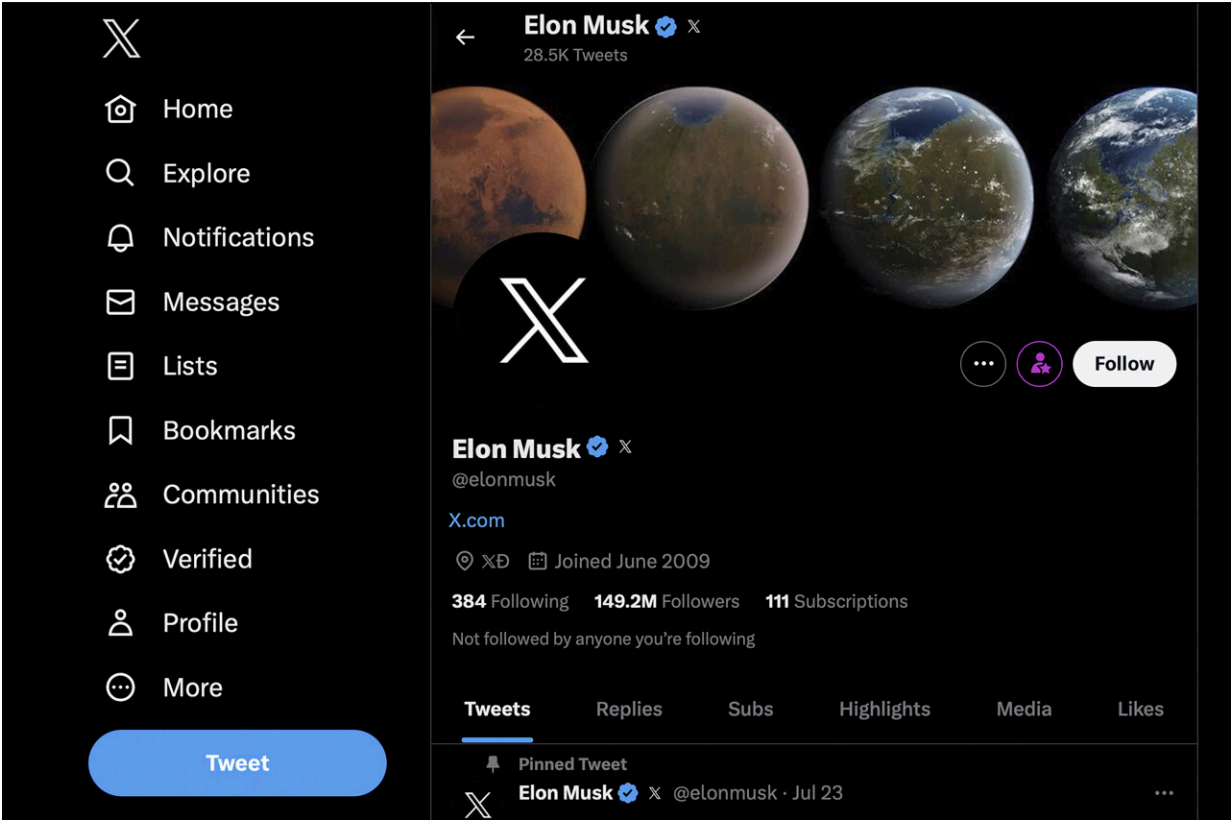 Home
Explore
Notifications
Messages
Lists
Bookmarks
Communities
Verified
Profile
More
Tweet
Elon Musk 𝕏
28.5K Tweets
Follow
Elon Musk 𝕏
@elonmusk
X.com
𝕏Ð Joined June 2009
384 Following 149.2M Followers 111 Subscriptions
Not followed by anyone you’re following
Tweets Replies Subs Highlights Media Likes
Pinned Tweet
Elon Musk 𝕏 @elonmusk · Jul 23